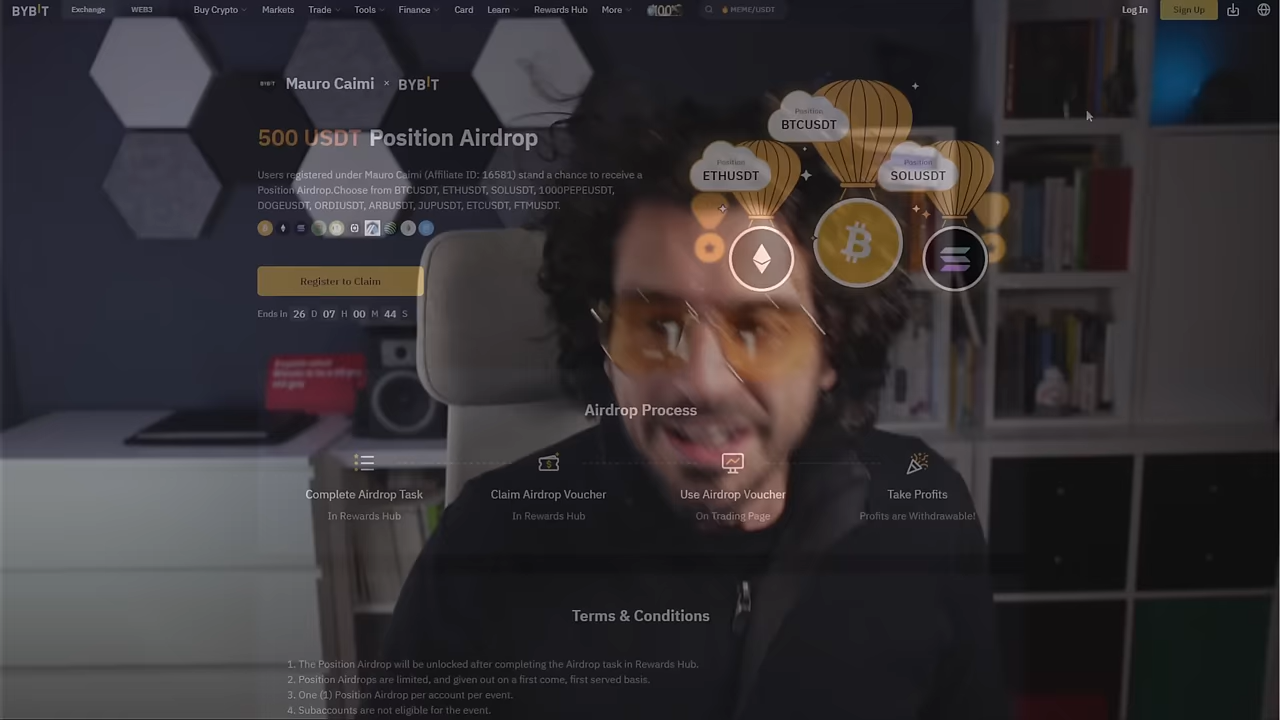 BYBIT
Exchange
WEB3
Buy Crypto
Markets
Trade
Tools
Finance
Card
Learn
Rewards Hub
More
100%
MEME/USDT
Log In
Sign Up
BYBIT Mauro Caimi × BYBIT
500 USDT Position Airdrop
Users registered under Mauro Caimi (Affiliate ID: 16581) stand a chance to receive a
Position Airdrop.Choose from BTCUSDT, ETHUSDT, SOLUSDT, 1000PEPEUSDT,
DOGEUSDT, ORDIUSDT, ARBUSDT, JUPUSDT, ETCUSDT, FTMUSDT.
Register to Claim
Ends in 26 D 07 H 00 M 44 S
Position
BTCUSDT
Position
ETHUSDT
Position
SOLUSDT
Airdrop Process
Complete Airdrop Task
In Rewards Hub
Claim Airdrop Voucher
In Rewards Hub
Use Airdrop Voucher
On Trading Page
Take Profits
Profits are Withdrawable!
Terms & Conditions
1. The Position Airdrop will be unlocked after completing the Airdrop task in Rewards Hub.
2. Position Airdrops are limited, and given out on a first come, first served basis.
3. One (1) Position Airdrop per account per event.
4. Subaccounts are not eligible for the event.